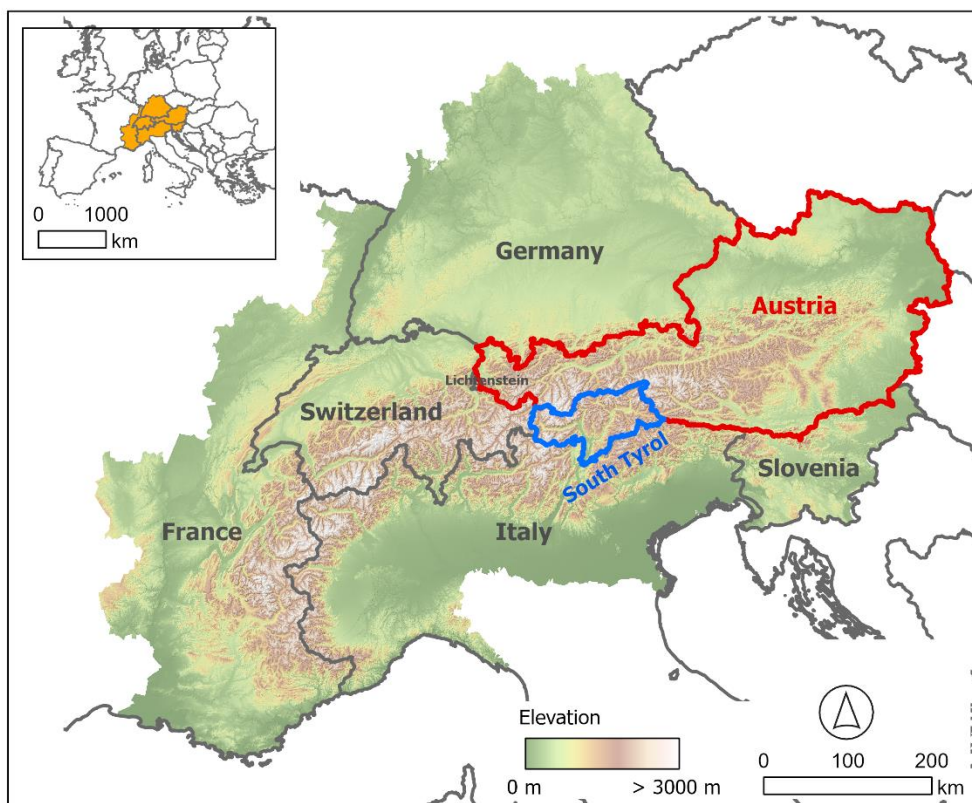 0 1000
km
Germany
Austria
Lichtenstein
Switzerland
South Tyrol
Slovenia
France
Italy
Elevation
0 m > 3000 m
0 100 200
km